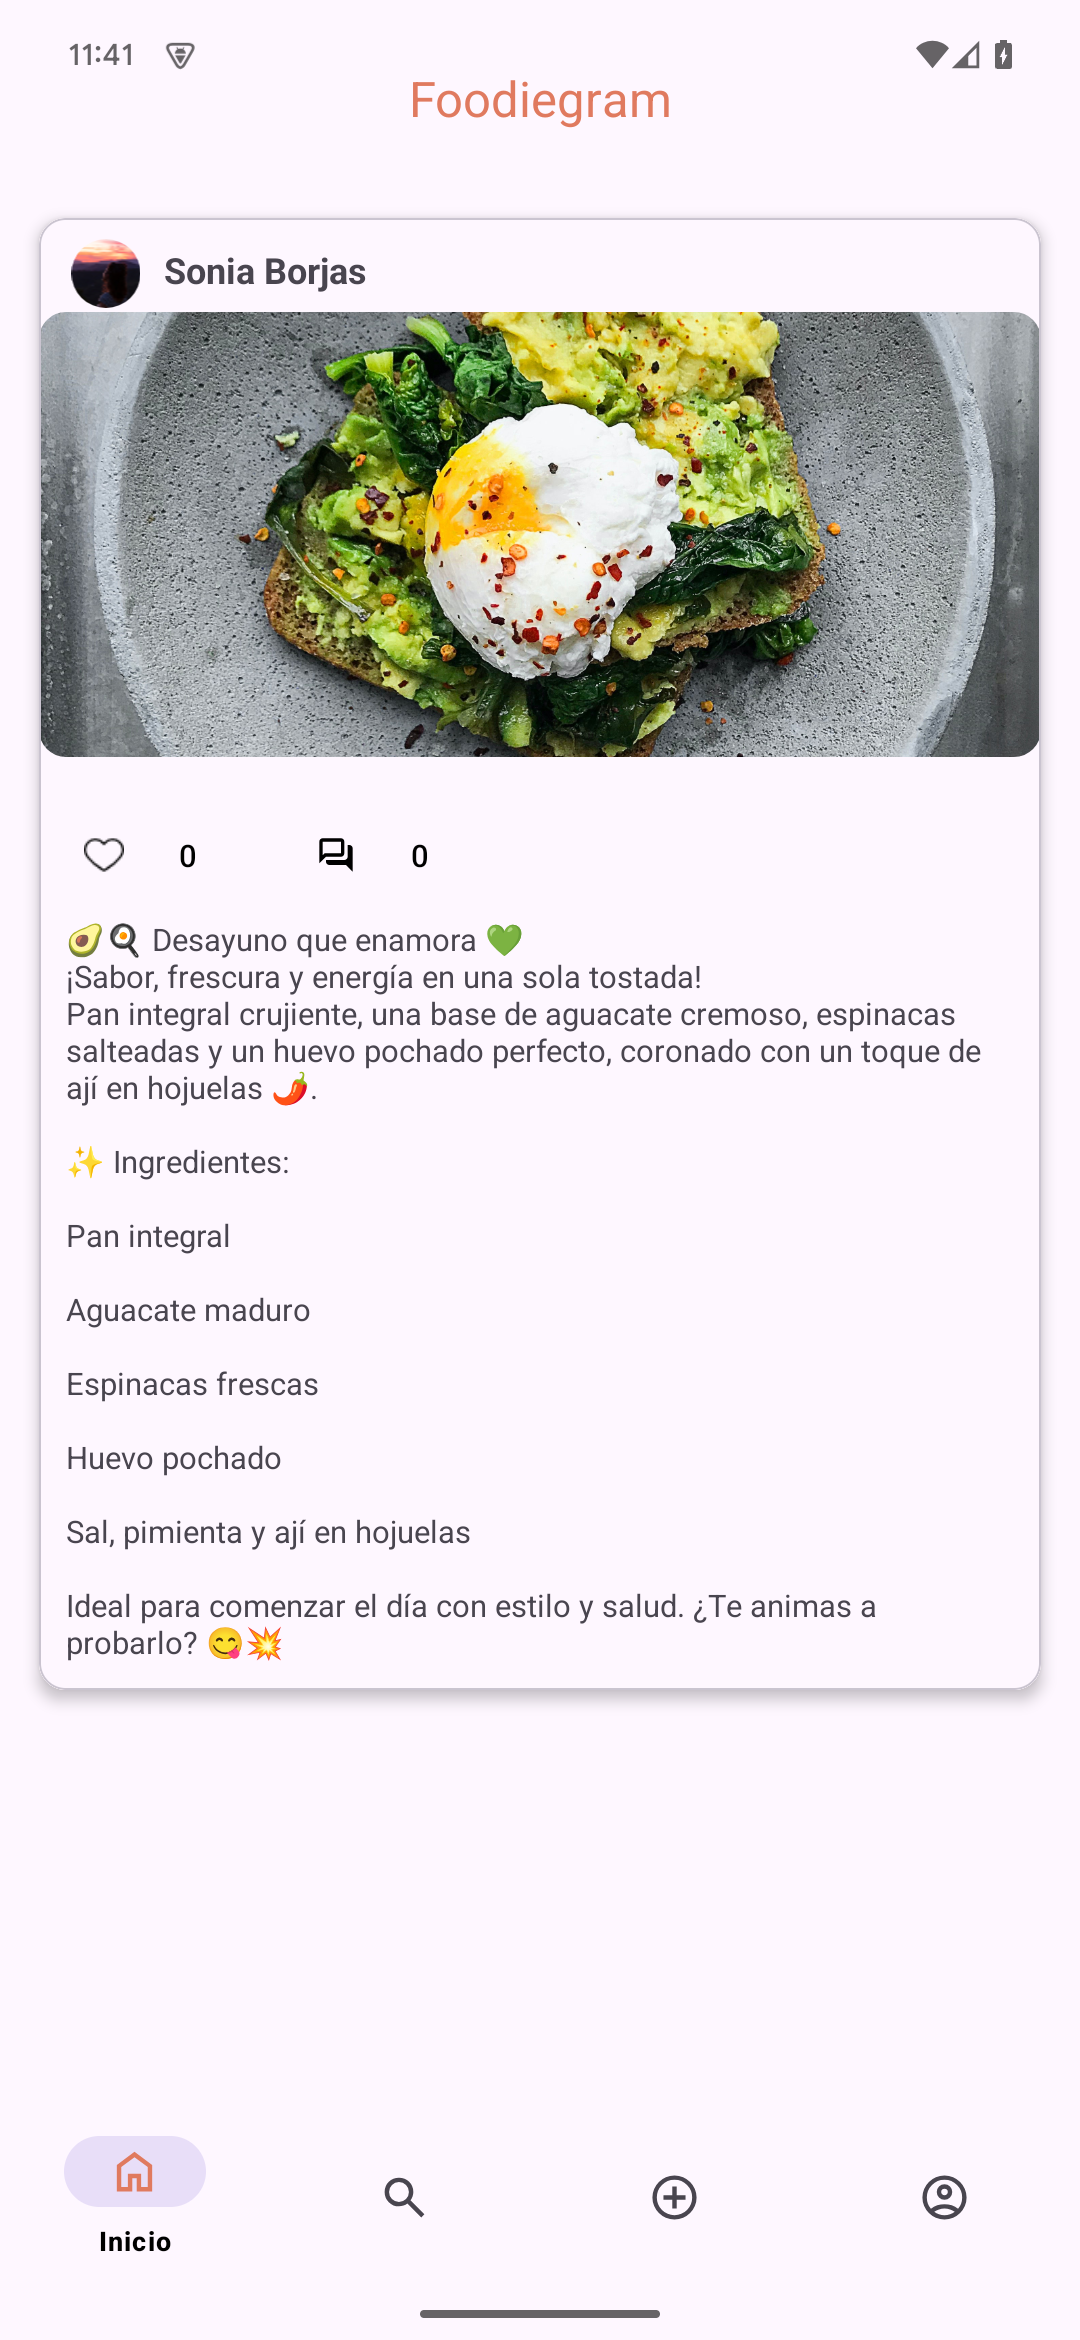 11:41
Foodiegram
Sonia Borjas
0 0
🥑🍳 Desayuno que enamora 💚
¡Sabor, frescura y energía en una sola tostada!
Pan integral crujiente, una base de aguacate cremoso, espinacas
salteadas y un huevo pochado perfecto, coronado con un toque de
ají en hojuelas 🌶️.
✨ Ingredientes:
Pan integral
Aguacate maduro
Espinacas frescas
Huevo pochado
Sal, pimienta y ají en hojuelas
Ideal para comenzar el día con estilo y salud. ¿Te animas a
probarlo? 😋💥
Inicio